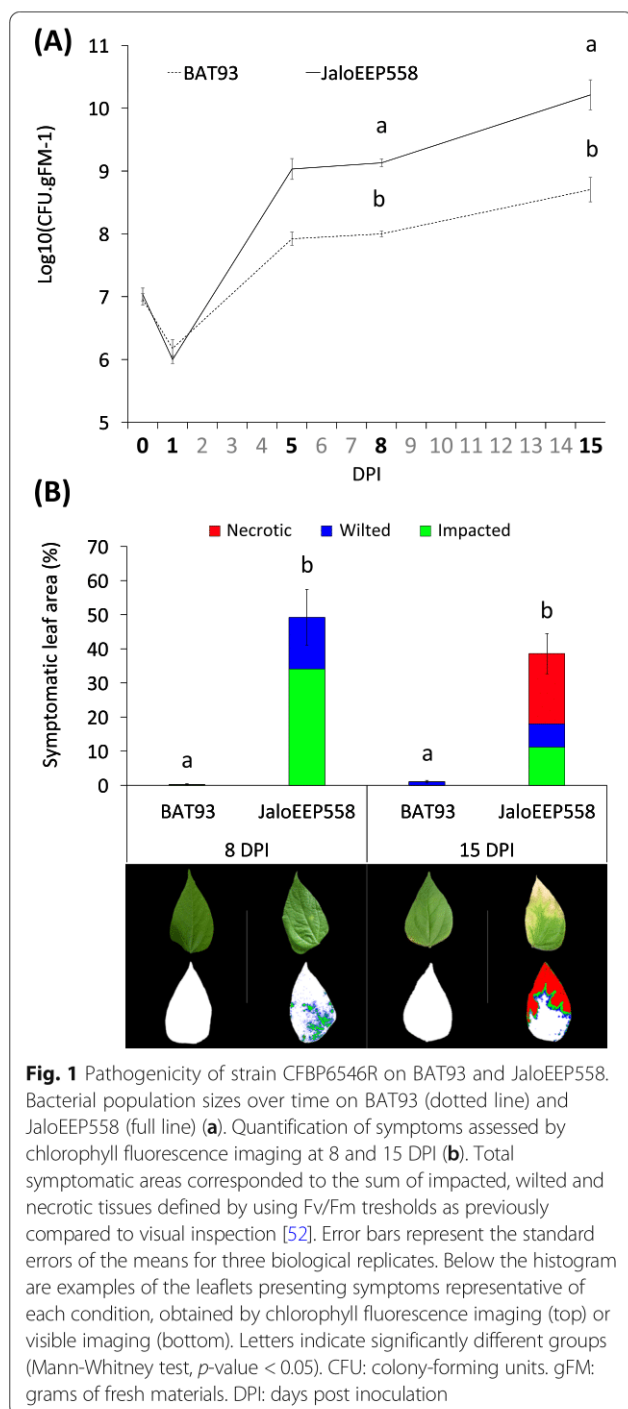 (A)
BAT93 JaloEEP558
11
10
9
8
7
6
5
Log10(CFU.gFM-1)
a
a
b
b
0 1 2 3 4 5 6 7 8 9 10 11 12 13 14 15
DPI
(B)
Necrotic Wilted Impacted
70
60
50
40
30
20
10
0
Symptomatic leaf area (%)
a
b
a
b
BAT93 JaloEEP558 BAT93 JaloEEP558
8 DPI 15 DPI
Fig. 1 Pathogenicity of strain CFBP6546R on BAT93 and JaloEEP558.
Bacterial population sizes over time on BAT93 (dotted line) and
JaloEEP558 (full line) (a). Quantification of symptoms assessed by
chlorophyll fluorescence imaging at 8 and 15 DPI (b). Total
symptomatic areas corresponded to the sum of impacted, wilted and
necrotic tissues defined by using Fv/Fm tresholds as previously
compared to visual inspection [52]. Error bars represent the standard
errors of the means for three biological replicates. Below the histogram
are examples of the leaflets presenting symptoms representative of
each condition, obtained by chlorophyll fluorescence imaging (top) or
visible imaging (bottom). Letters indicate significantly different groups
(Mann-Whitney test, p-value < 0.05). CFU: colony-forming units. gFM:
grams of fresh materials. DPI: days post inoculation